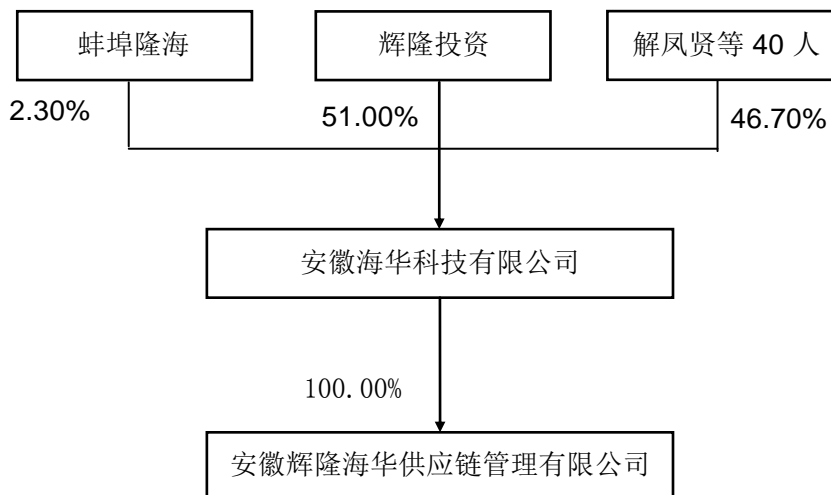 蚌埠隆海
辉隆投资
解凤贤等 40 人
2.30%
51.00%
46.70%
安徽海华科技有限公司
100.00%
安徽辉隆海华供应链管理有限公司